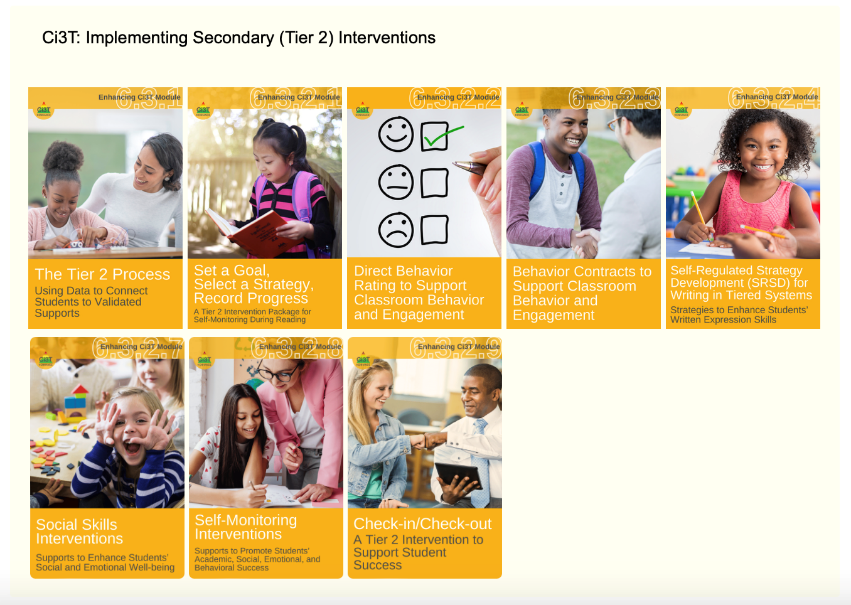 Ci3T: Implementing Secondary (Tier 2) Interventions
Enhancing Ci3T Module
6.3.1
Ci3T
The Tier 2 Process
Using Data to Connect
Students to Validated
Supports
Enhancing Ci3T Module
6.3.2.1
Ci3T
Set a Goal,
Select a Strategy,
Record Progress
A Tier 2 Intervention Package for
Self-Monitoring During Reading
Enhancing Ci3T Module
6.3.2.2
Direct Behavior
Rating to Support
Classroom Behavior
and Engagement
Enhancing Ci3T Module
6.3.2.3
Ci3T
Behavior Contracts to
Support Classroom
Behavior and
Engagement
Enhancing Ci3T Module
6.3.2.4
Ci3T
Self-Regulated Strategy
Development (SRSD) for
Writing in Tiered Systems
Strategies to Enhance Students'
Written Expression Skills
Enhancing Ci3T Module
6.3.2.7
Ci3T
Social Skills
Interventions
Supports to Enhance Students'
Social and Emotional Well-being
Enhancing Ci3T Module
6.3.2.8
Ci3T
Self-Monitoring
Interventions
Supports to Promote Students'
Academic, Social, Emotional, and
Behavioral Success
Enhancing Ci3T Module
6.3.2.9
Ci3T
Check-in/Check-out
A Tier 2 Intervention to
Support Student
Success